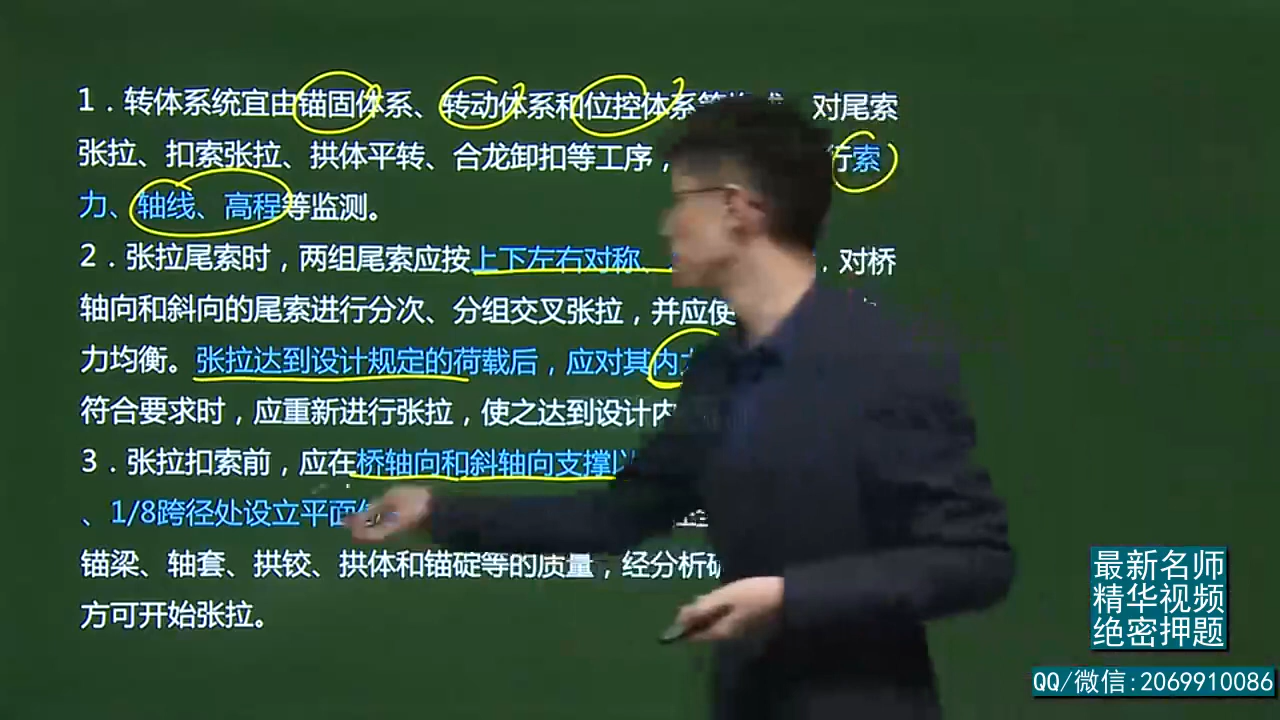 1．转体系统宜由锚固体系、转动体系和位控体系等构成，对尾索
张拉、扣索张拉、拱体平转、合龙卸扣等工序，行索
力、轴线、高程等监测。
2．张拉尾索时，两组尾索应按上下左右对称、，对桥
轴向和斜向的尾索进行分次、分组交叉张拉，并应使
力均衡。张拉达到设计规定的荷载后，应对其内
符合要求时，应重新进行张拉，使之达到设计内
3．张拉扣索前，应在桥轴向和斜轴向支撑以
、1/8跨径处设立平面
锚梁、轴套、拱铰、拱体和锚碇等的质量，经分析
方可开始张拉。
最新名师
精华视频
绝密押题
QQ/微信:2069910086